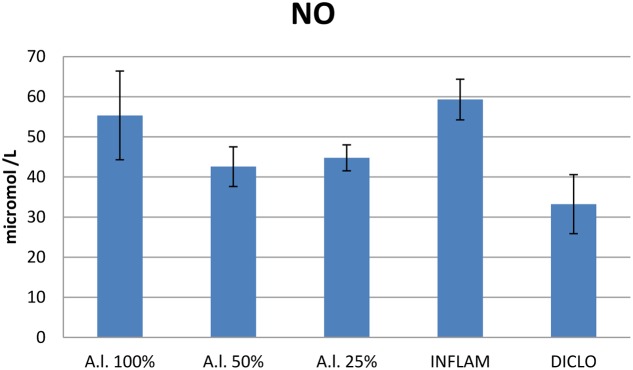 NO
micromol /L
70
60
50
40
30
20
10
0
A.l. 100%
A.l. 50%
A.l. 25%
INFLAM
DICLO